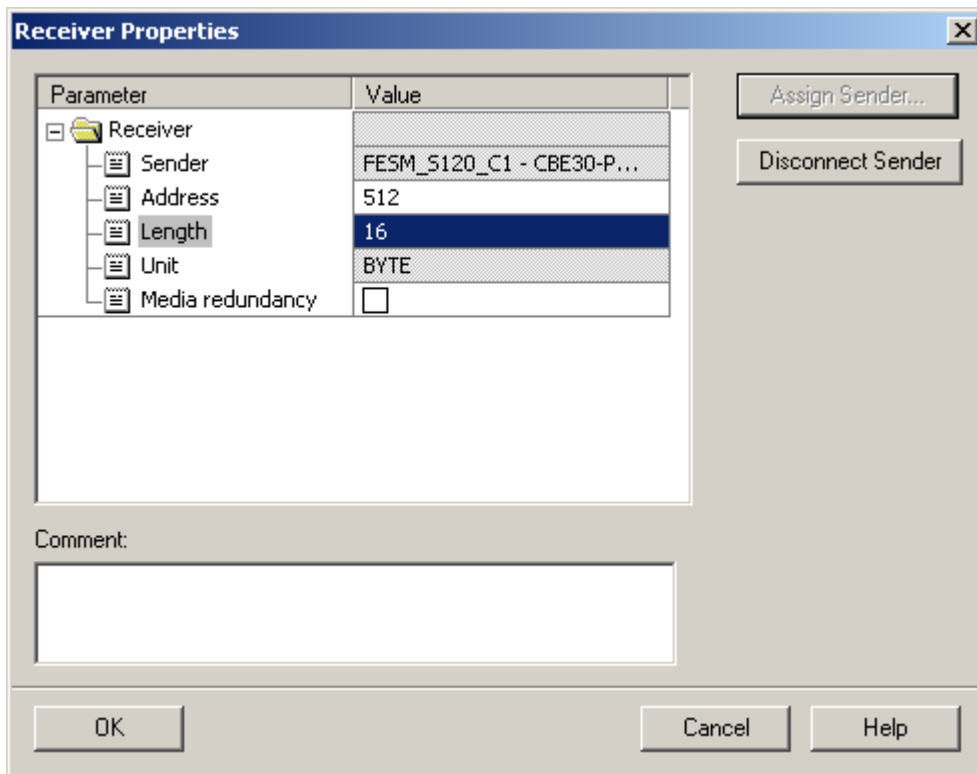 Receiver Properties
Parameter Value
Receiver
Sender FESM_S120_C1 - CBE30-P...
Address 512
Length 16
Unit BYTE
Media redundancy
Assign Sender...
Disconnect Sender
Comment:
OK Cancel Help